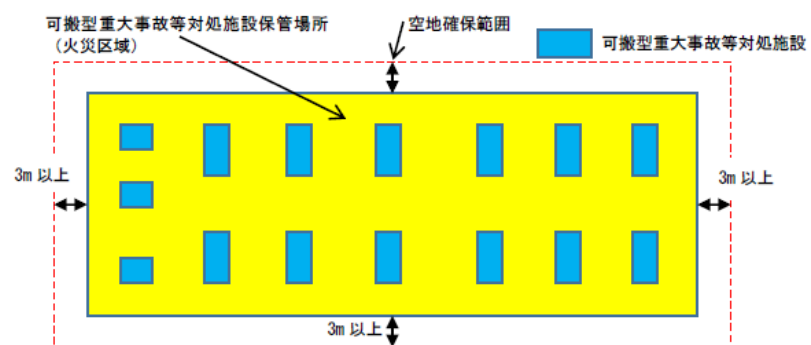 可搬型重大事故等対処施設保管場所
（火災区域）
空地確保範囲
可搬型重大事故等対処施設
3m 以上
3m 以上
3m 以上